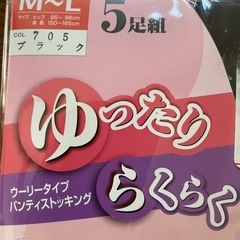 M〜L
5足組
サイズ ヒップ 85〜98cm
身長 150〜165cm
COL. 705
ブラック
ゆったり
らくらく
ウーリータイプ
パンティストッキング